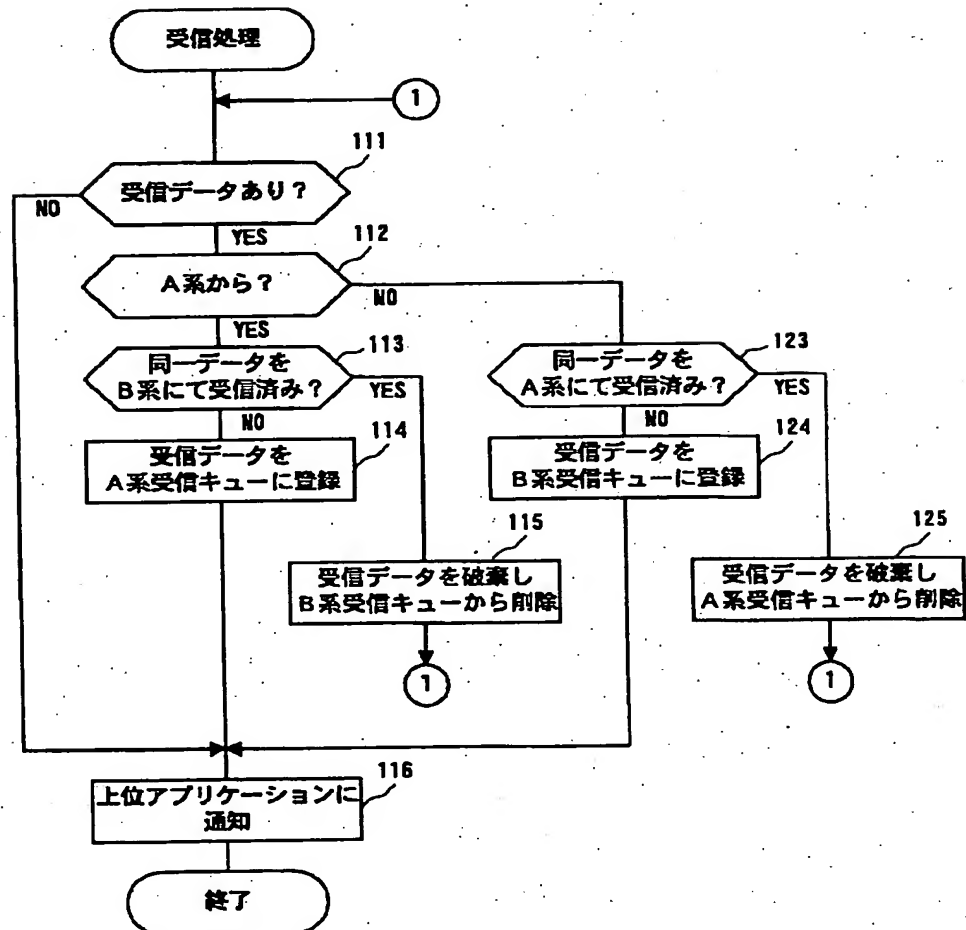 受信処理
1
111
受信データあり?
NO
YES
112
A系から?
NO
YES
113
同一データを
B系にて受信済み?
YES
NO
123
同一データを
A系にて受信済み?
YES
NO
114
受信データを
A系受信キューに登録
124
受信データを
B系受信キューに登録
115
受信データを破棄し
B系受信キューから削除
125
受信データを破棄し
A系受信キューから削除
1
1
116
上位アプリケーションに
通知
終了